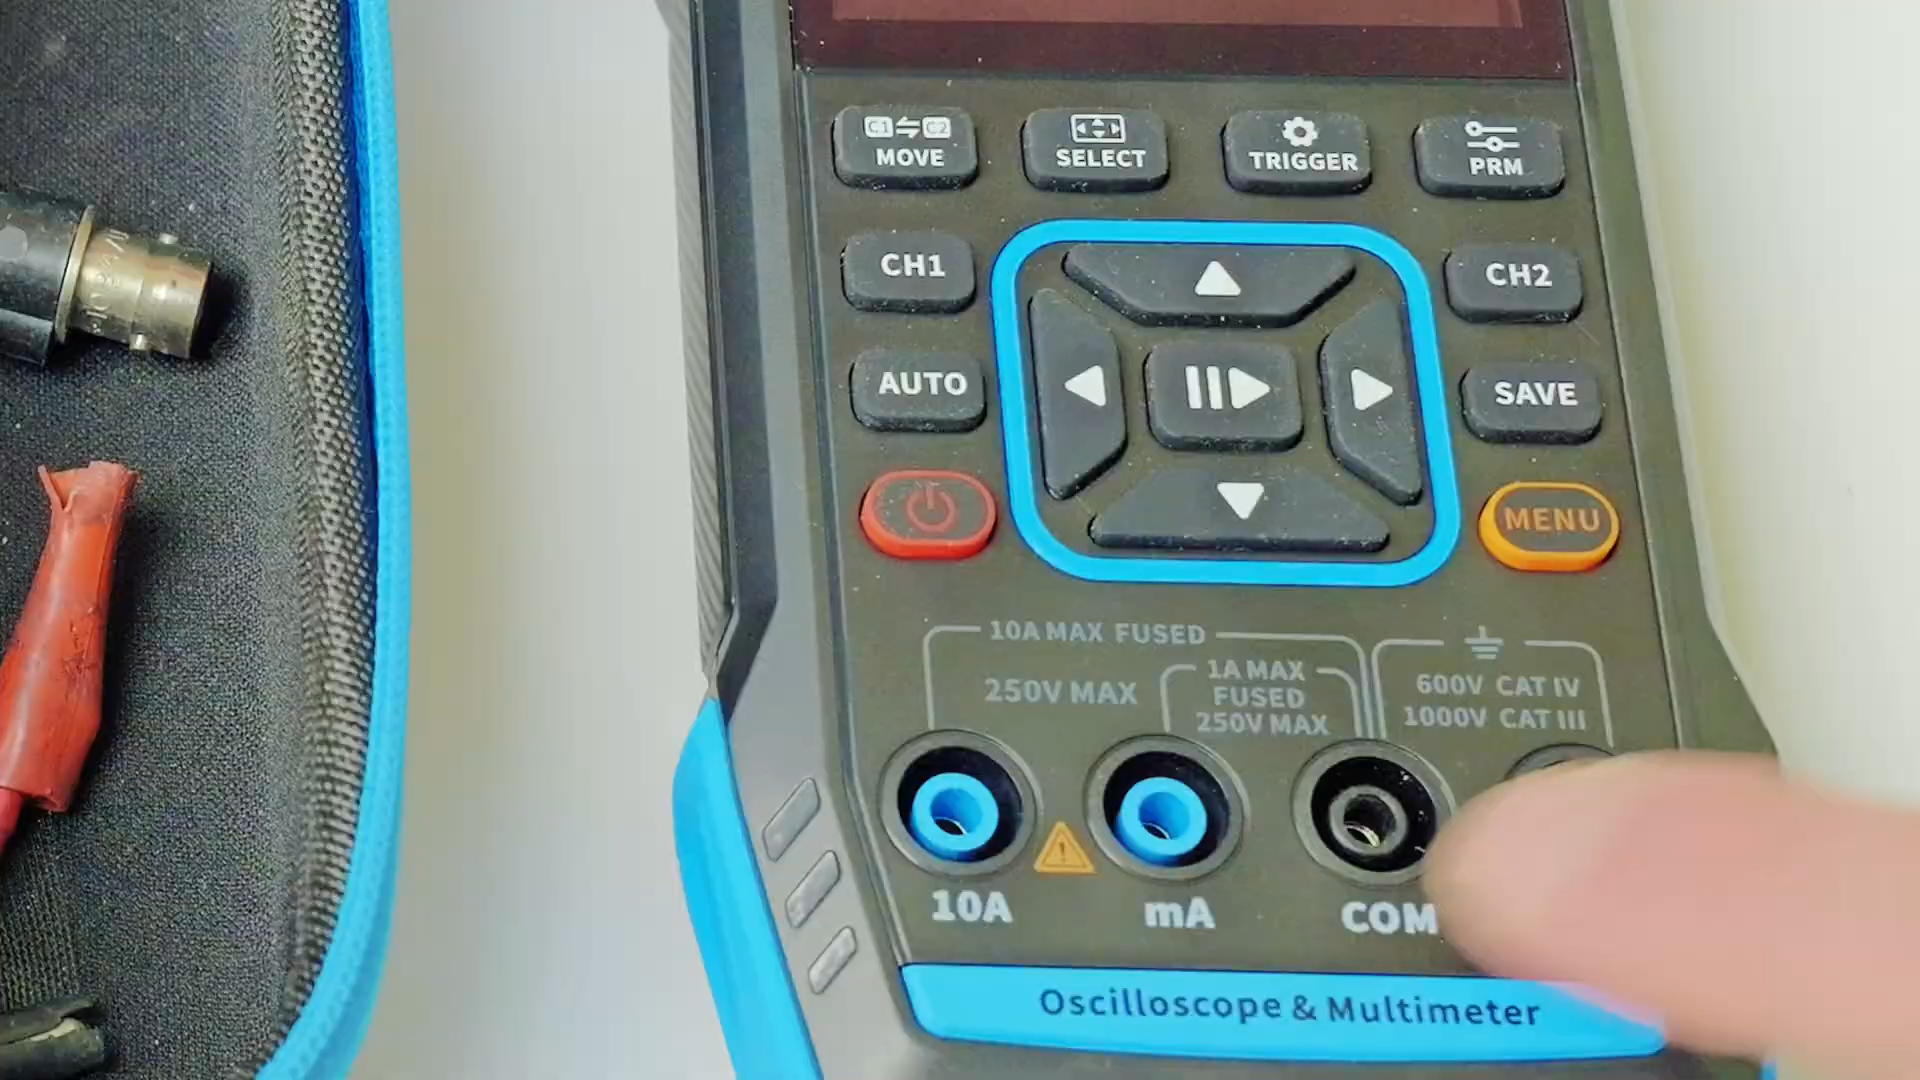 C1 C2
MOVE
SELECT
TRIGGER
PRM
CH1
CH2
AUTO
SAVE
MENU
10A MAX FUSED
250V MAX
1A MAX
FUSED
250V MAX
600V CAT IV
1000V CAT III
10A
mA
COM
Oscilloscope & Multimeter